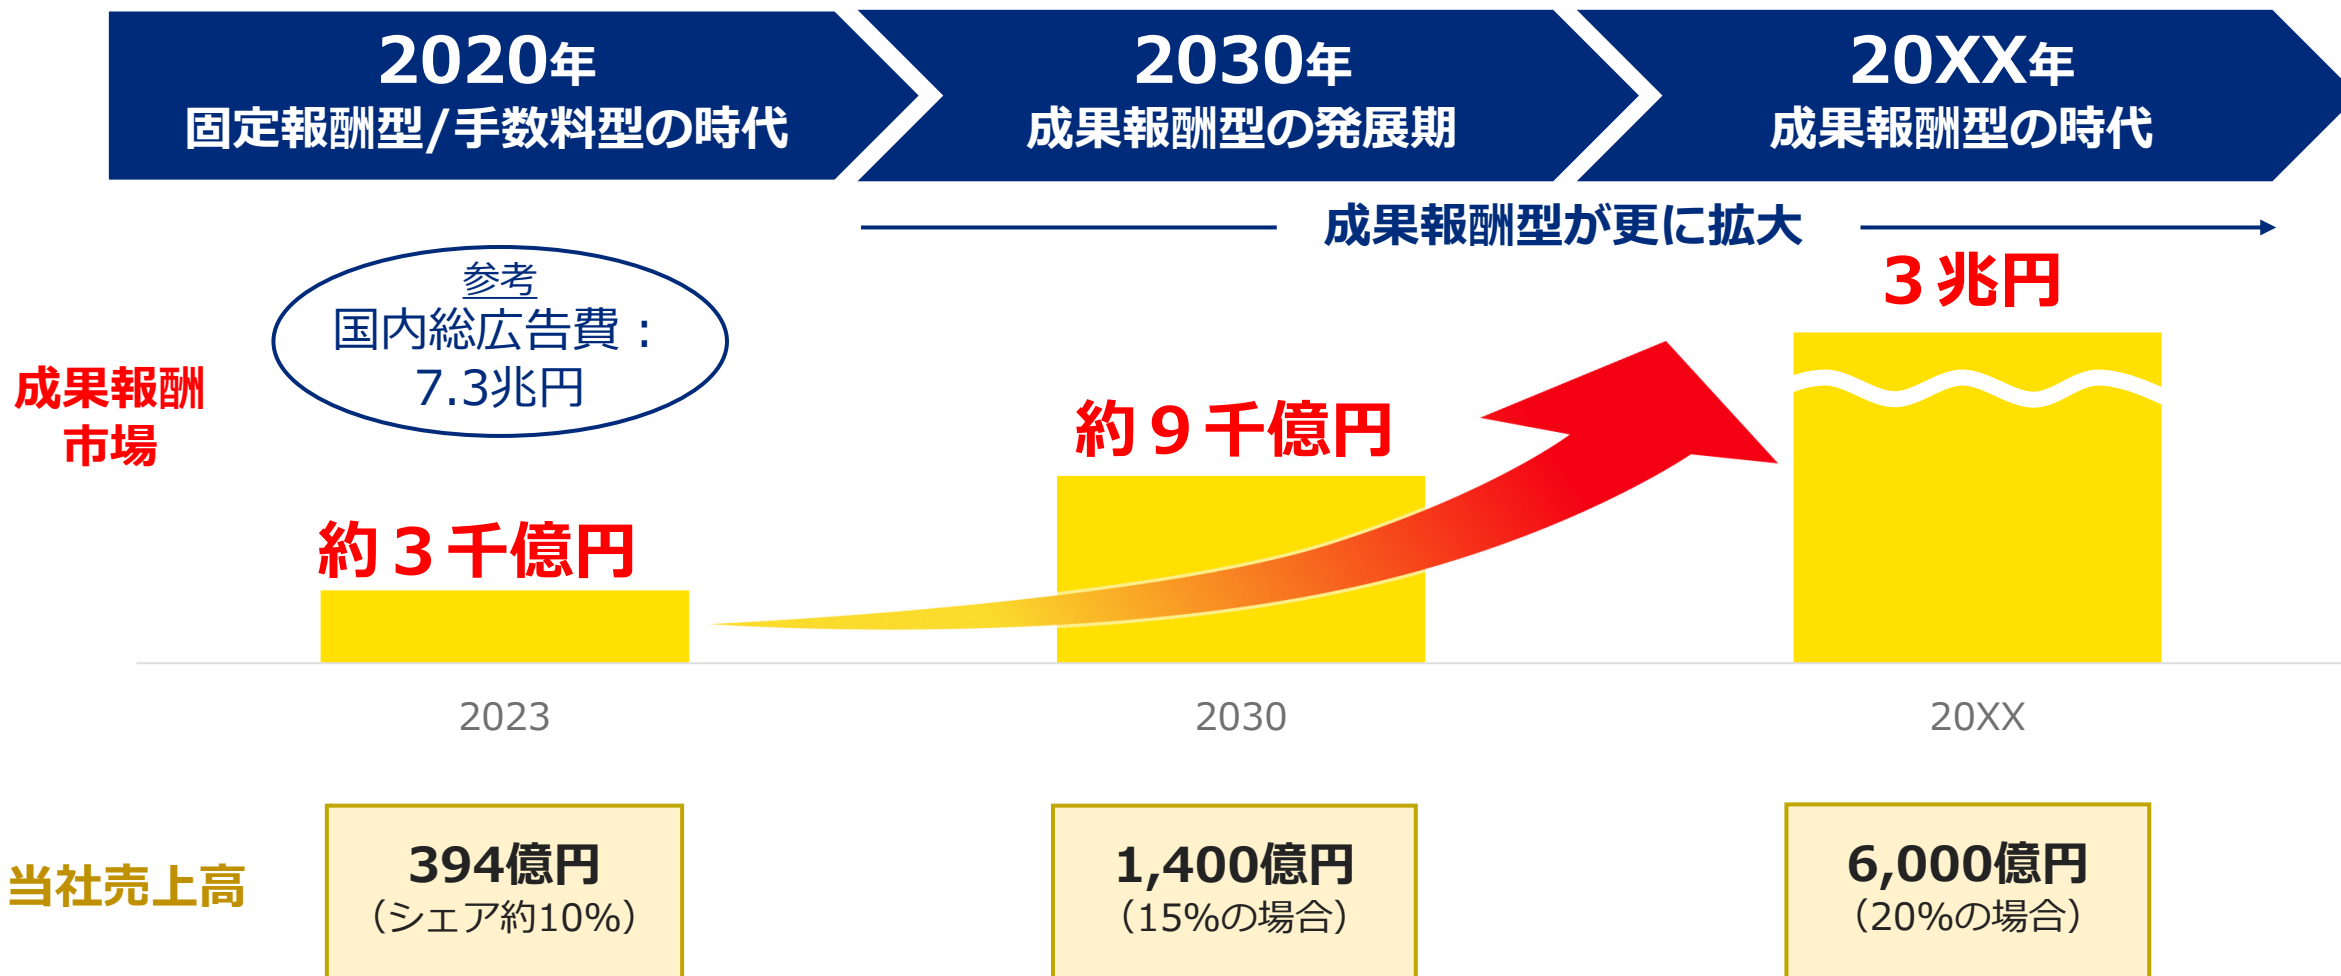 2020年
固定報酬型/手数料型の時代
2030年
成果報酬型の発展期
20XX年
成果報酬型の時代
成果報酬型が更に拡大
参考
国内総広告費：
7.3兆円
成果報酬
市場
約３千億円
約９千億円
３兆円
2023
2030
20XX
当社売上高
394億円
（シェア約10%）
1,400億円
（15%の場合）
6,000億円
（20%の場合）